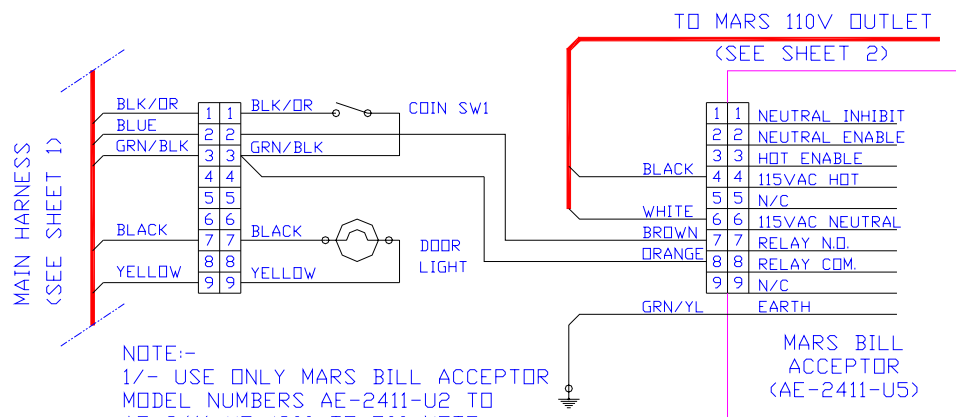 TO MARS 110V OUTLET
(SEE SHEET 2)
MAIN HARNESS
(SEE SHEET 1)
BLK/OR
BLUE
GRN/BLK
BLACK
YELLOW
1 1
2 2
3 3
4 4
5 5
6 6
7 7
8 8
9 9
BLK/OR
GRN/BLK
BLACK
YELLOW
COIN SW1
DOOR
LIGHT
BLACK
WHITE
BROWN
ORANGE
GRN/YL
1 1 NEUTRAL INHIBIT
2 2 NEUTRAL ENABLE
3 3 HOT ENABLE
4 4 115VAC HOT
5 5 N/C
6 6 115VAC NEUTRAL
7 7 RELAY N.O.
8 8 RELAY COM.
9 9 N/C
EARTH
MARS BILL
ACCEPTOR
(AE-2411-U5)
NOTE:-
1/- USE ONLY MARS BILL ACCEPTOR
MODEL NUMBERS AE-2411-U2 TO